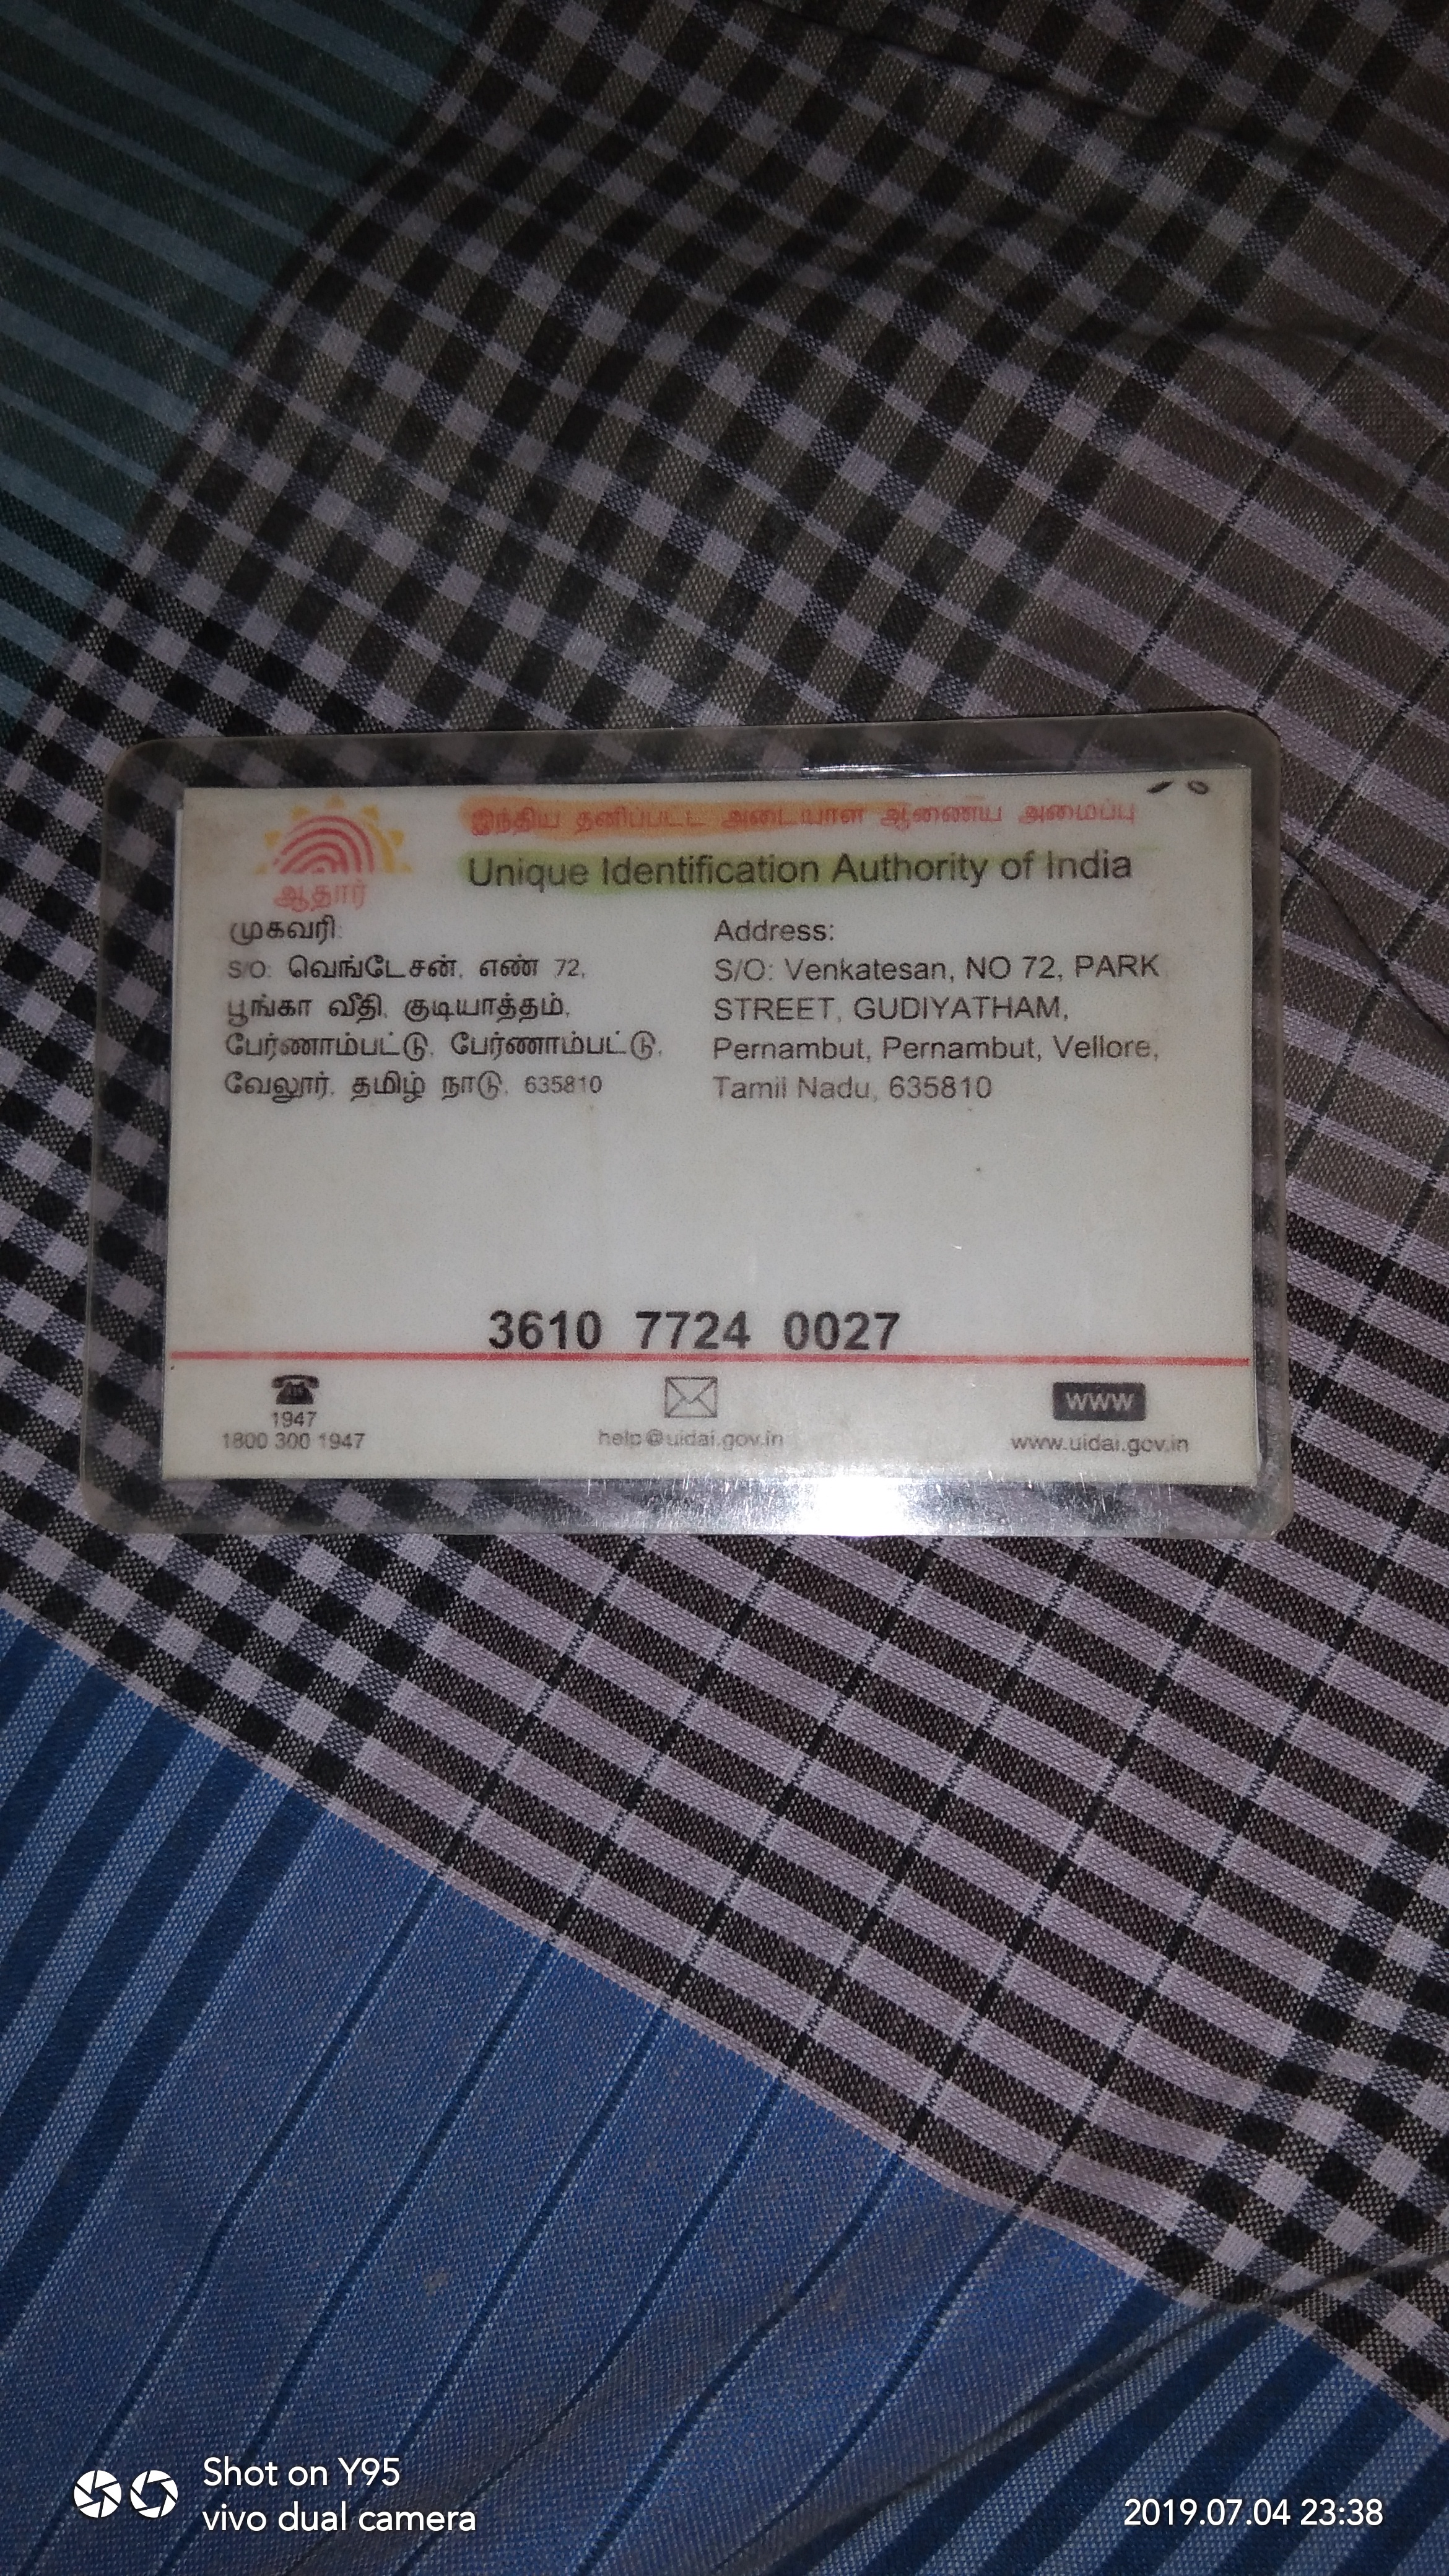 இந்திய தனிப்பட்ட அடையாள ஆணைய அமைப்பு
Unique Identification Authority of India
ஆதார்
முகவரி:
S/O: வெங்டேசன், எண் 72,
பூங்கா வீதி, குடியாத்தம்,
பேர்ணாம்பட்டு, பேர்ணாம்பட்டு,
வேலூர், தமிழ் நாடு, 635810
Address:
S/O: Venkatesan, NO 72, PARK
STREET, GUDIYATHAM,
Pernambut, Pernambut, Vellore,
Tamil Nadu, 635810
3610 7724 0027
1947
1800 300 1947
help@uidai.gov.in
www
www.uidai.gov.in
Shot on Y95
vivo dual camera
2019.07.04 23:38